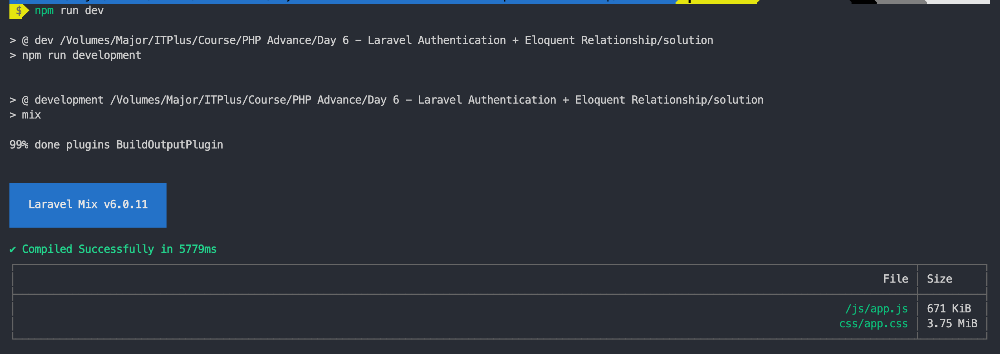 $ npm run dev
> @ dev /Volumes/Major/ITPlus/Course/PHP Advance/Day 6 – Laravel Authentication + Eloquent Relationship/solution
> npm run development
> @ development /Volumes/Major/ITPlus/Course/PHP Advance/Day 6 – Laravel Authentication + Eloquent Relationship/solution
> mix
99% done plugins BuildOutputPlugin
Laravel Mix v6.0.11
✔ Compiled Successfully in 5779ms
File | Size
/js/app.js | 671 KiB
css/app.css | 3.75 MiB